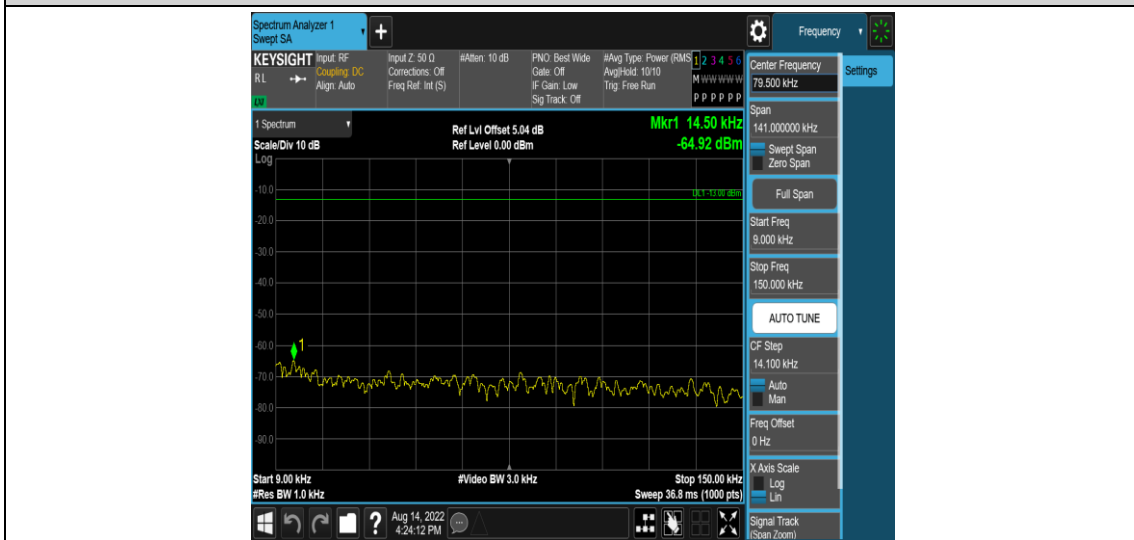 Spectrum Analyzer 1
Swept SA
+
Frequency
KEYSIGHT
RL
LXI
Input: RF
Coupling: DC
Align: Auto
Input Z: 50 Ω
Corrections: Off
Freq Ref: Int (S)
#Atten: 10 dB
PNO: Best Wide
Gate: Off
IF Gain: Low
Sig Track: Off
#Avg Type: Power (RMS
Avg|Hold: 10/10
Trig: Free Run
1 2 3 4 5 6
M W W W W W
P P P P P P
1 Spectrum
Scale/Div 10 dB
Log
Ref Lvl Offset 5.04 dB
Ref Level 0.00 dBm
Mkr1 14.50 kHz
-64.92 dBm
DL1 -13.00 dBm
-10.0
-20.0
-30.0
-40.0
-50.0
-60.0
1
-70.0
-80.0
-90.0
Start 9.00 kHz
#Res BW 1.0 kHz
#Video BW 3.0 kHz
Stop 150.00 kHz
Sweep 36.8 ms (1000 pts)
?
Aug 14, 2022
4:24:12 PM
Center Frequency
79.500 kHz
Settings
Span
141.000000 kHz
Swept Span
Zero Span
Full Span
Start Freq
9.000 kHz
Stop Freq
150.000 kHz
AUTO TUNE
CF Step
14.100 kHz
Auto
Man
Freq Offset
0 Hz
X Axis Scale
Log
Lin
Signal Track
(Span Zoom)